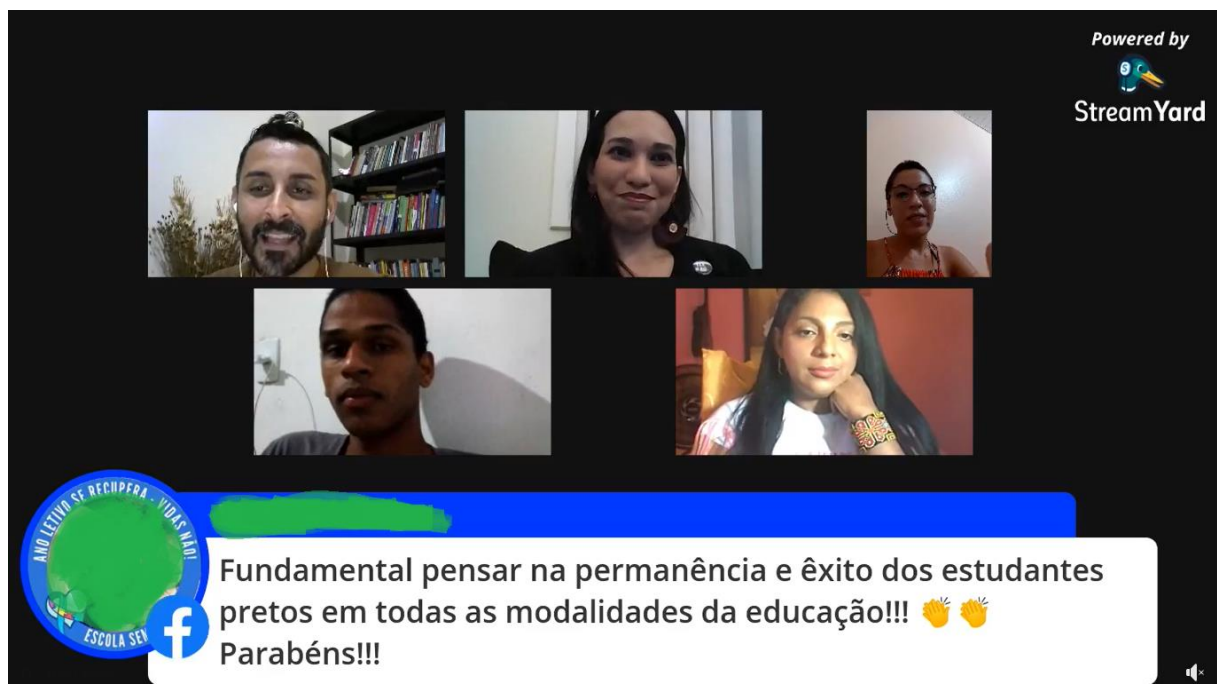 Powered by
StreamYard
ANO LETIVO SE RECUPERA - VIDAS NÃO!
Fundamental pensar na permanência e êxito dos estudantes
pretos em todas as modalidades da educação!!! 👏 👏
Parabéns!!!
ESCOLA